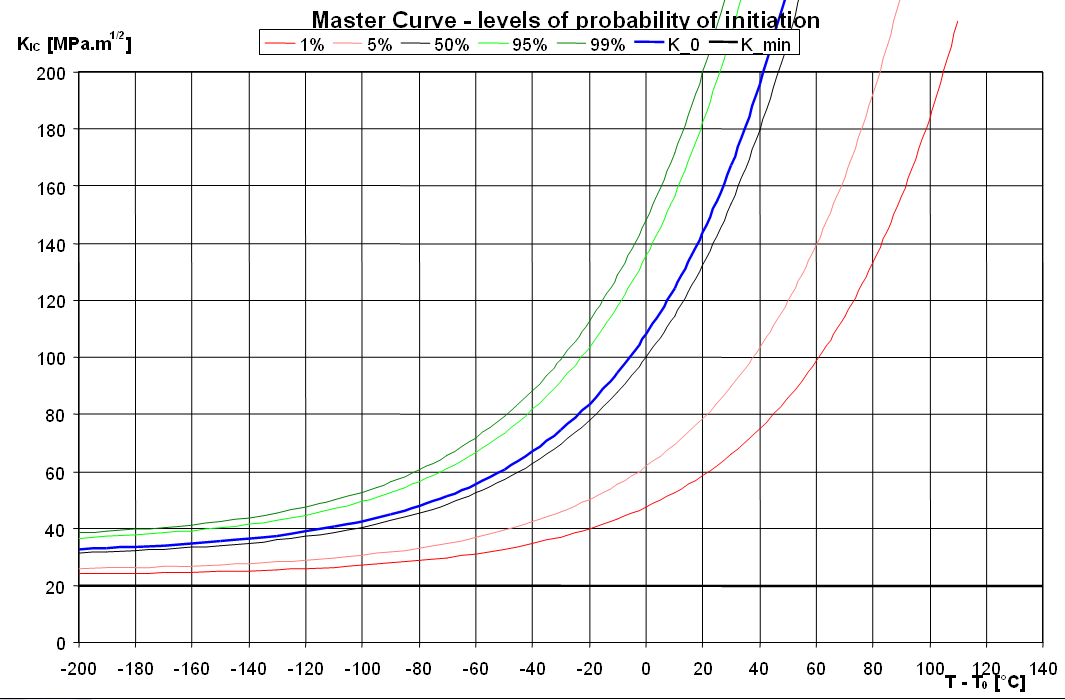 Master Curve - levels of probability of initiation
K_IC [MPa.m^1/2]
1% 5% 50% 95% 99% K_0 K_min
200
180
160
140
120
100
80
60
40
20
0
-200 -180 -160 -140 -120 -100 -80 -60 -40 -20 0 20 40 60 80 100 120 140
T - T_0 [°C]